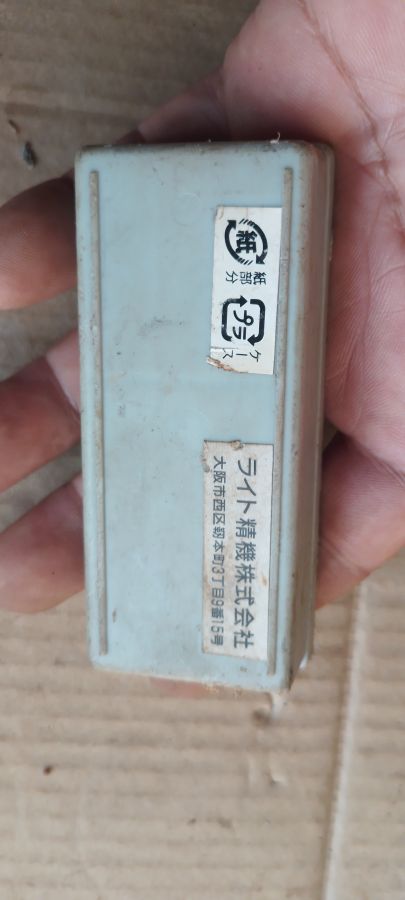 紙
紙部分
プラ
ケース
ライト精機株式会社
大阪市西区靱本町3丁目9番15号